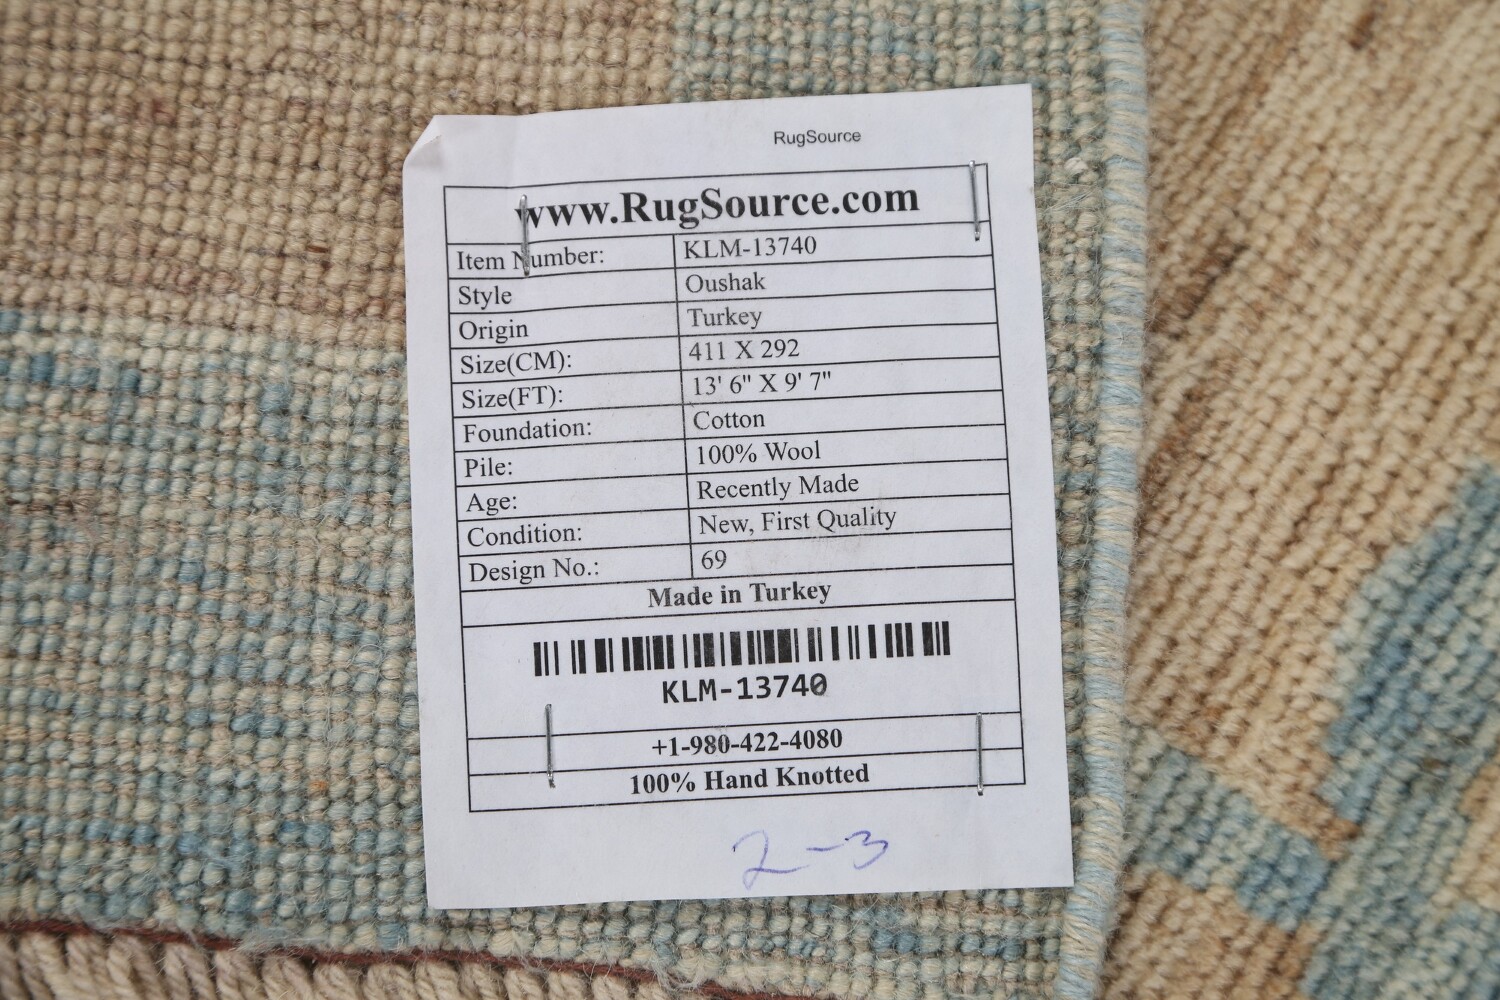 RugSource
www.RugSource.com
Item Number: KLM-13740
Style Oushak
Origin Turkey
Size(CM): 411 X 292
Size(FT): 13' 6" X 9' 7"
Foundation: Cotton
Pile: 100% Wool
Age: Recently Made
Condition: New, First Quality
Design No.: 69
Made in Turkey
KLM-13740
+1-980-422-4080
100% Hand Knotted
2-3